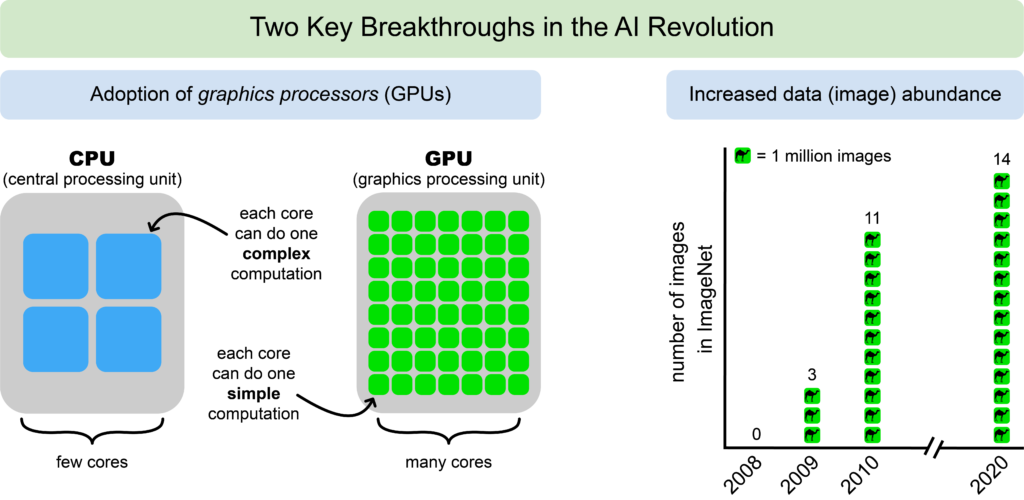 Two Key Breakthroughs in the AI Revolution
Adoption of graphics processors (GPUs)
CPU
(central processing unit)
each core
can do one
complex
computation
few cores
GPU
(graphics processing unit)
each core
can do one
simple
computation
many cores
Increased data (image) abundance
= 1 million images
number of images
in ImageNet
0
3
11
14
2008
2009
2010
2020